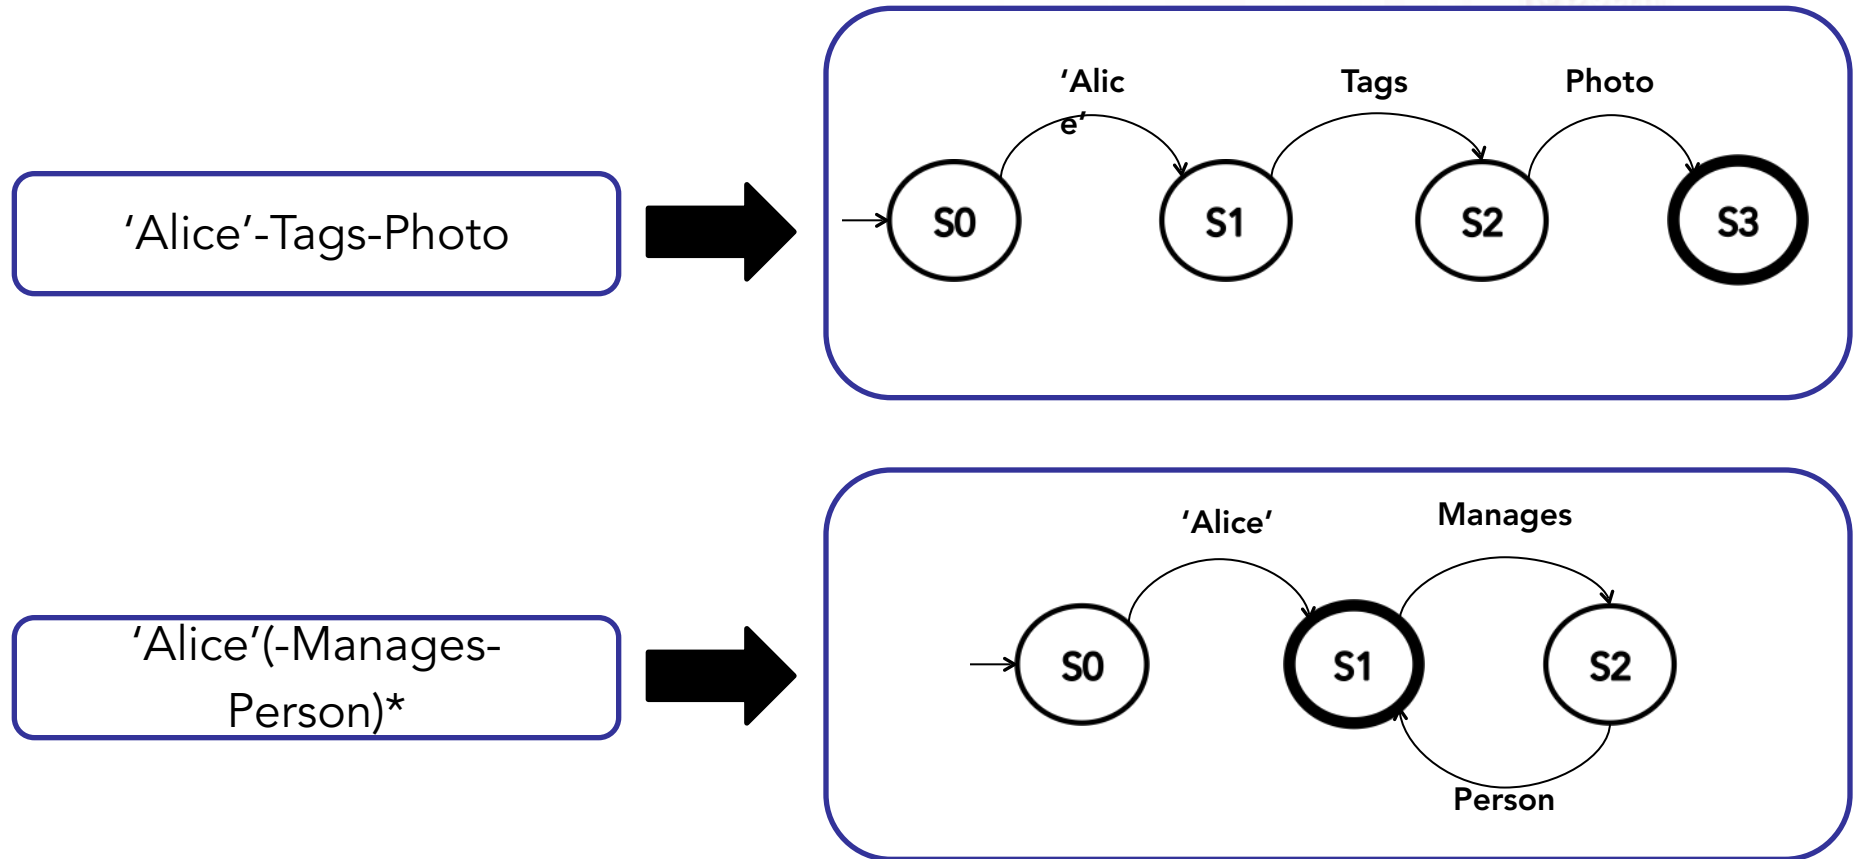 ‘Alice’-Tags-Photo
‘Alic
e’
Tags
Photo
S0
S1
S2
S3
‘Alice’(-Manages-
Person)*
‘Alice’
Manages
S0
S1
S2
Person